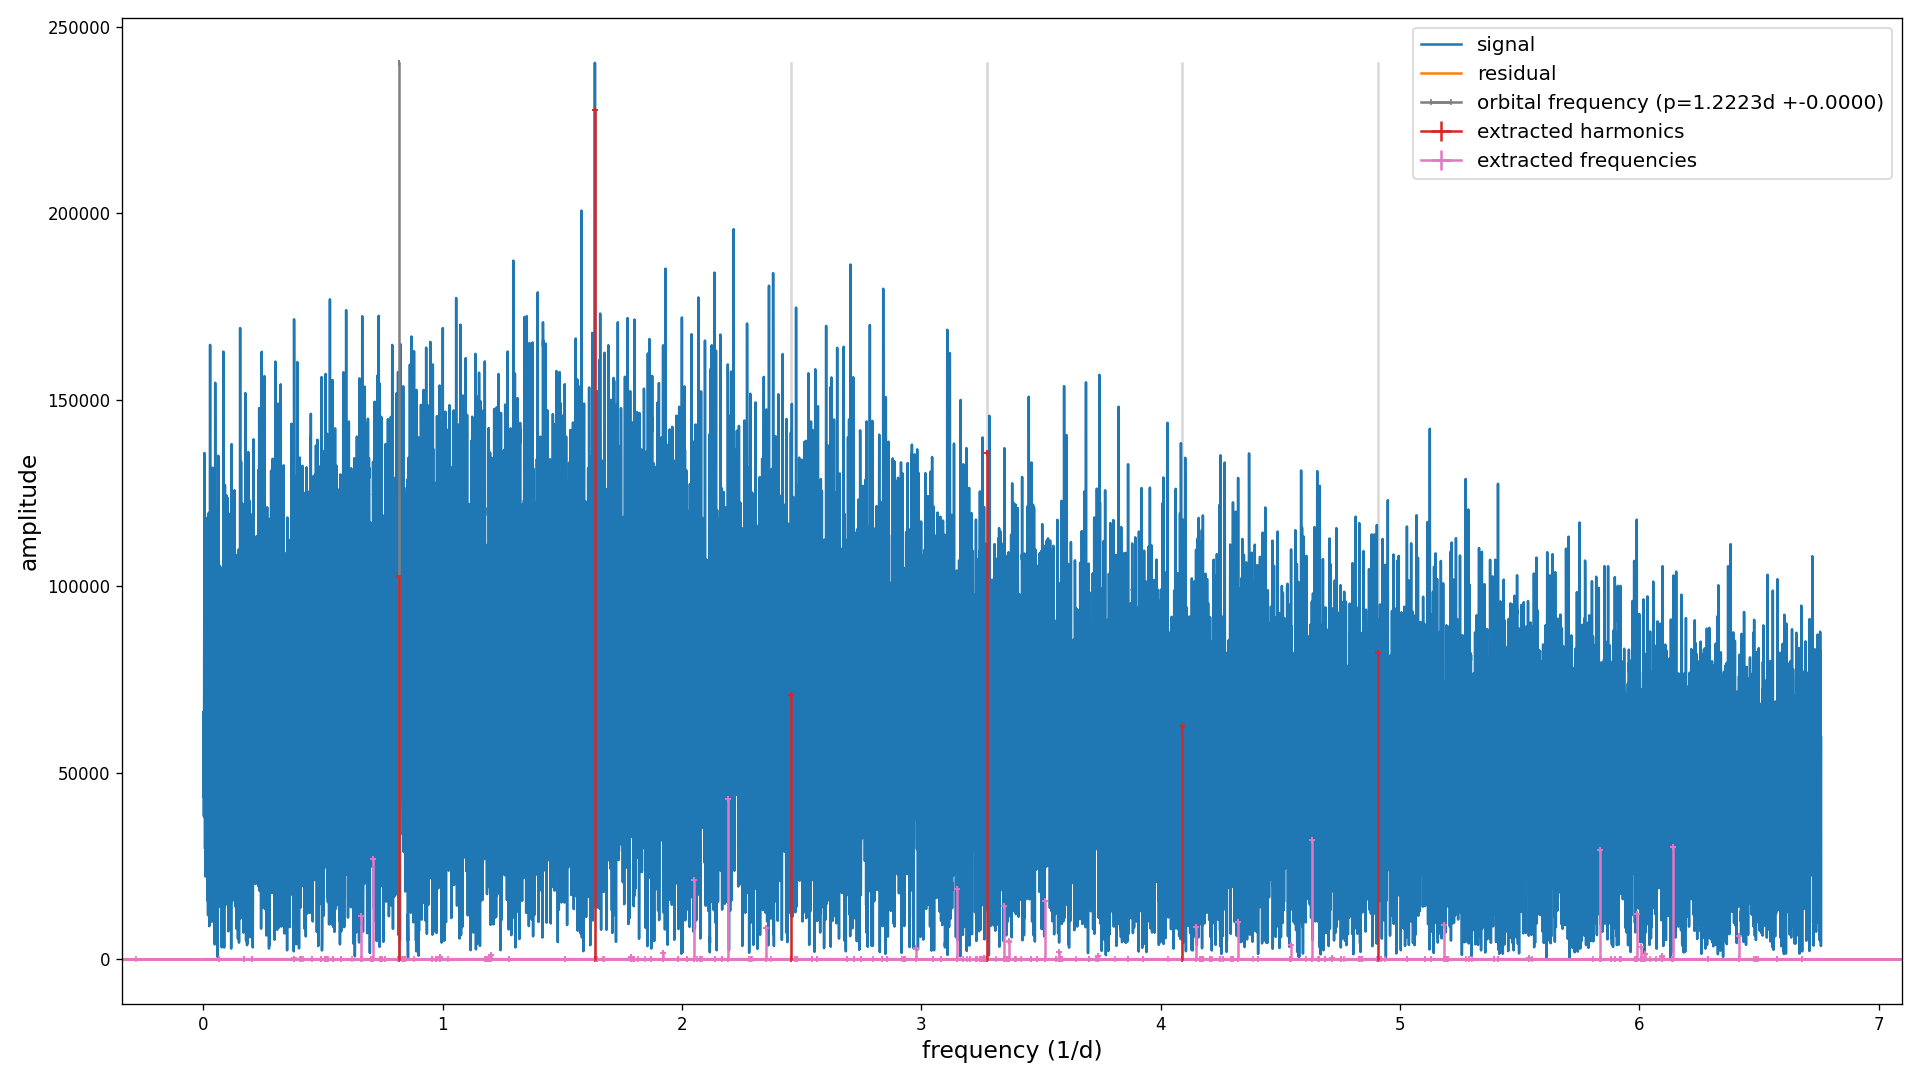 250000
200000
150000
100000
50000
0
amplitude
0 1 2 3 4 5 6 7
frequency (1/d)
signal
residual
orbital frequency (p=1.2223d +-0.0000)
extracted harmonics
extracted frequencies